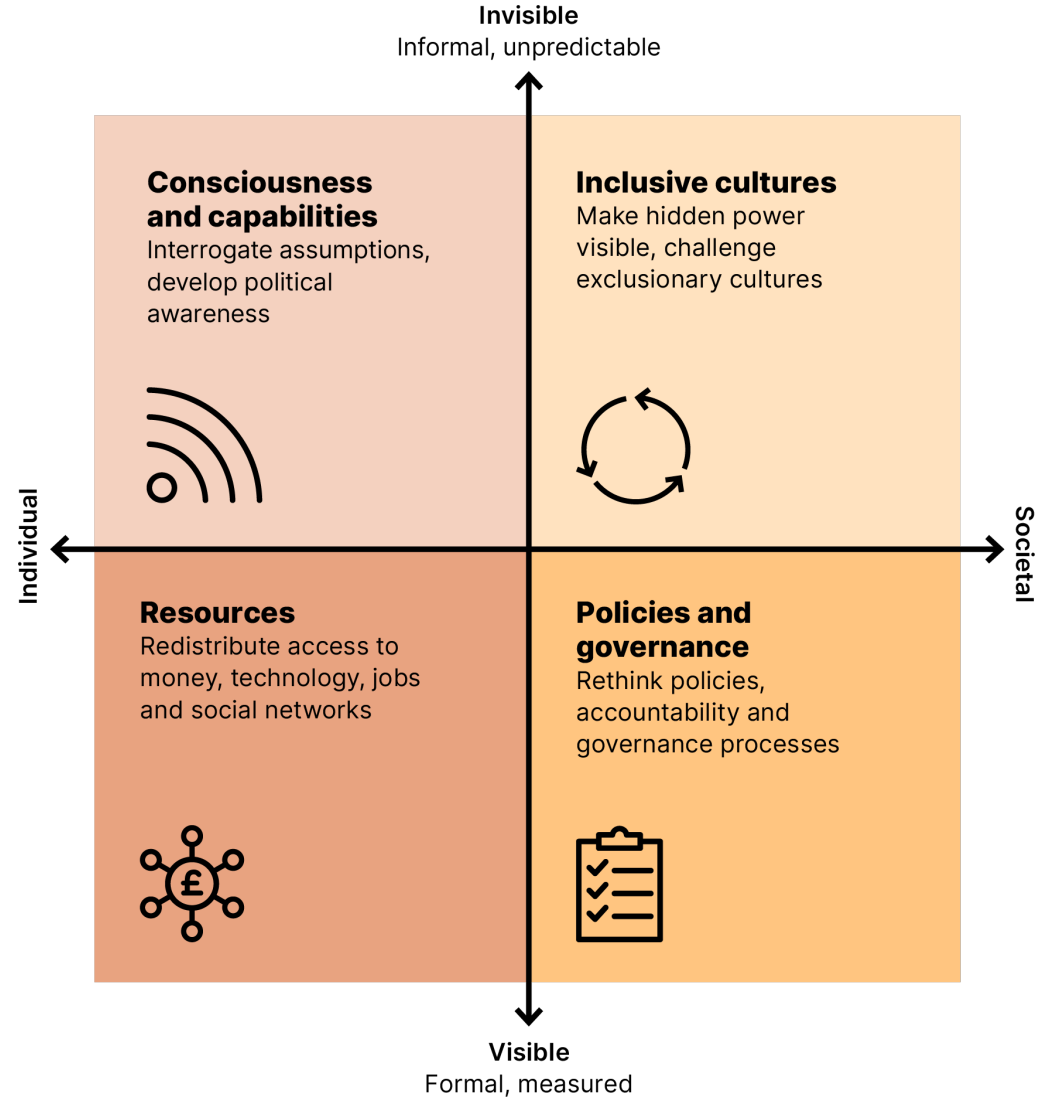 Invisible
Informal, unpredictable
Consciousness
and capabilities
Interrogate assumptions,
develop political
awareness
Inclusive cultures
Make hidden power
visible, challenge
exclusionary cultures
Individual
Societal
Resources
Redistribute access to
money, technology, jobs
and social networks
£
Policies and
governance
Rethink policies,
accountability and
governance processes
Visible
Formal, measured